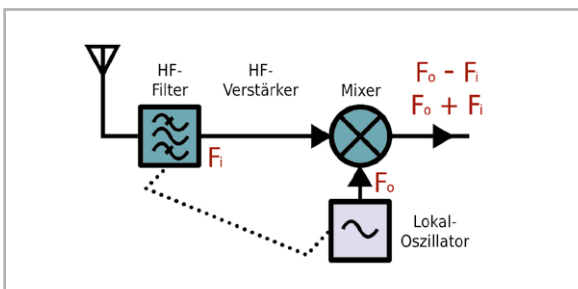 HF-
Filter
HF-
Verstärker
Mixer
Fₒ - Fᵢ
Fₒ + Fᵢ
Fᵢ
Fₒ
Lokal-
Oszillator